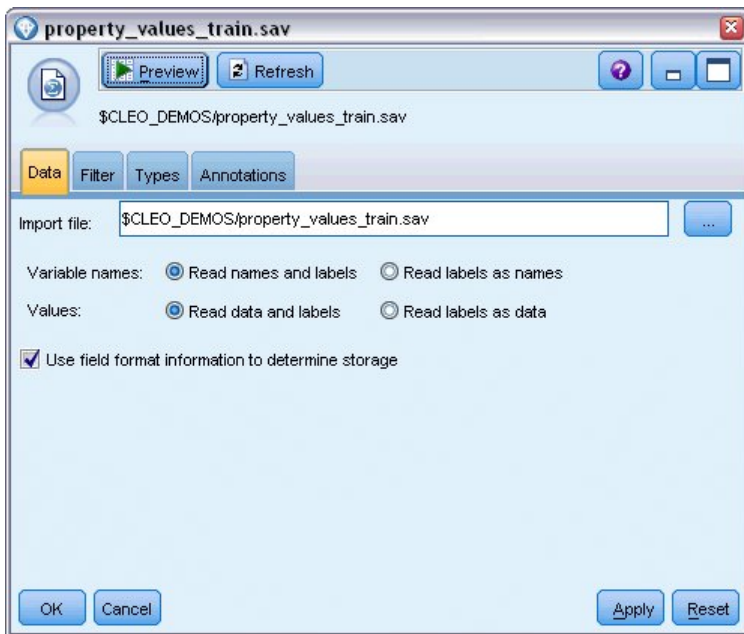 property_values_train.sav
Preview Refresh
$CLEO_DEMOS/property_values_train.sav
Data Filter Types Annotations
Import file: $CLEO_DEMOS/property_values_train.sav ...
Variable names: Read names and labels Read labels as names
Values: Read data and labels Read labels as data
Use field format information to determine storage
OK Cancel Apply Reset